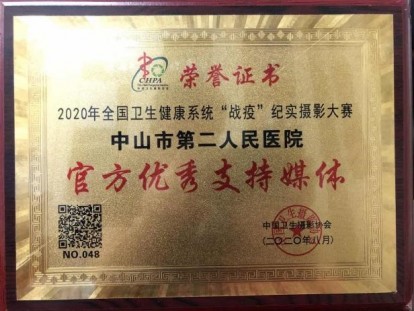 CHPA
荣誉证书
2020年全国卫生健康系统“战疫”纪实摄影大赛
中山市第二人民医院
官方优秀支持媒体
中国卫生摄影协会
(二〇二〇年八月)
NO.048